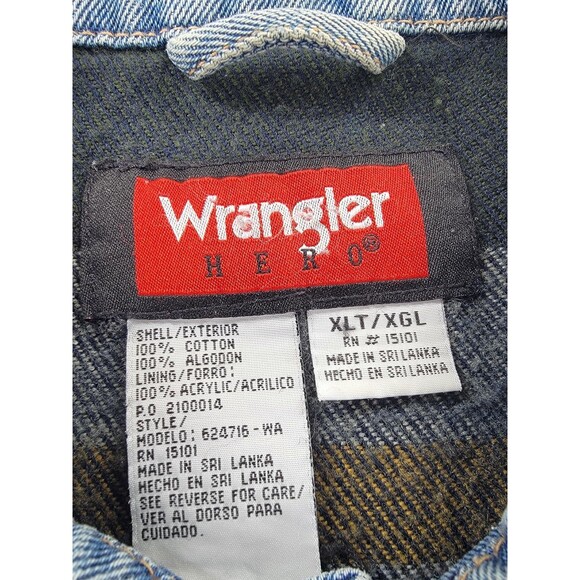 Wrangler
HERO®
SHELL/EXTERIOR
100% COTTON
100% ALGODON
LINING/FORRO:
100% ACRYLIC/ACRILICO
P.O 2100014
STYLE/
MODELO: 624716-WA
RN 15101
MADE IN SRI LANKA
HECHO EN SRI LANKA
SEE REVERSE FOR CARE/
VER AL DORSO PARA
CUIDADO.
XLT/XGL
RN # 15101
MADE IN SRI LANKA
HECHO EN SRI LANKA